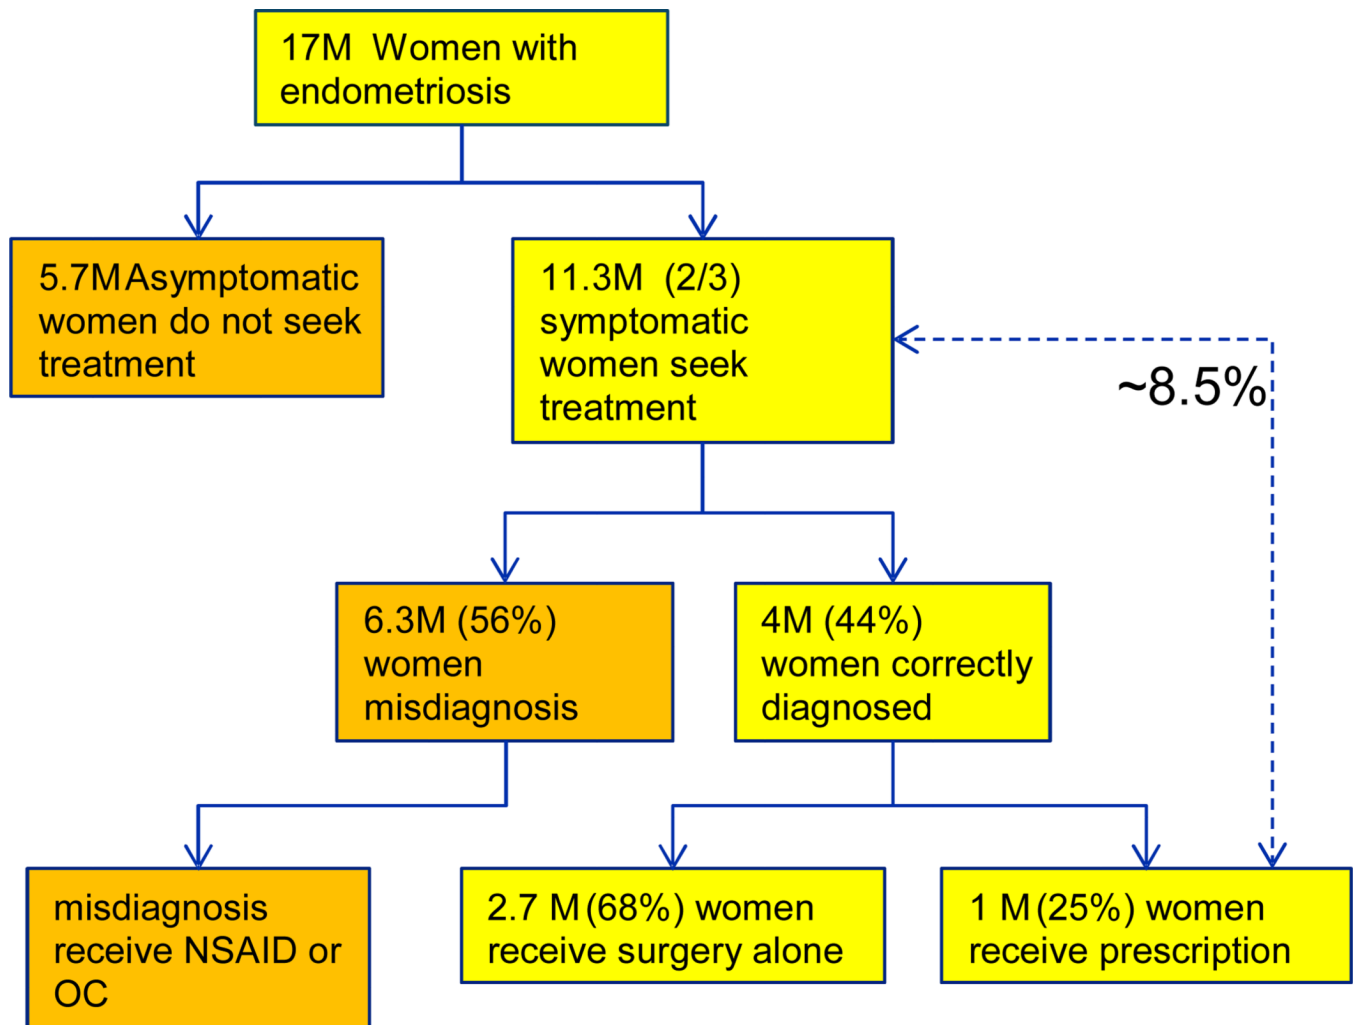 17M  Women with
endometriosis
5.7M Asymptomatic
women do not seek
treatment
11.3M  (2/3)
symptomatic
women seek
treatment
~8.5%
6.3M (56%)
women
misdiagnosis
4M (44%)
women correctly
diagnosed
misdiagnosis
receive NSAID or
OC
2.7 M (68%) women
receive surgery alone
1 M (25%) women
receive prescription